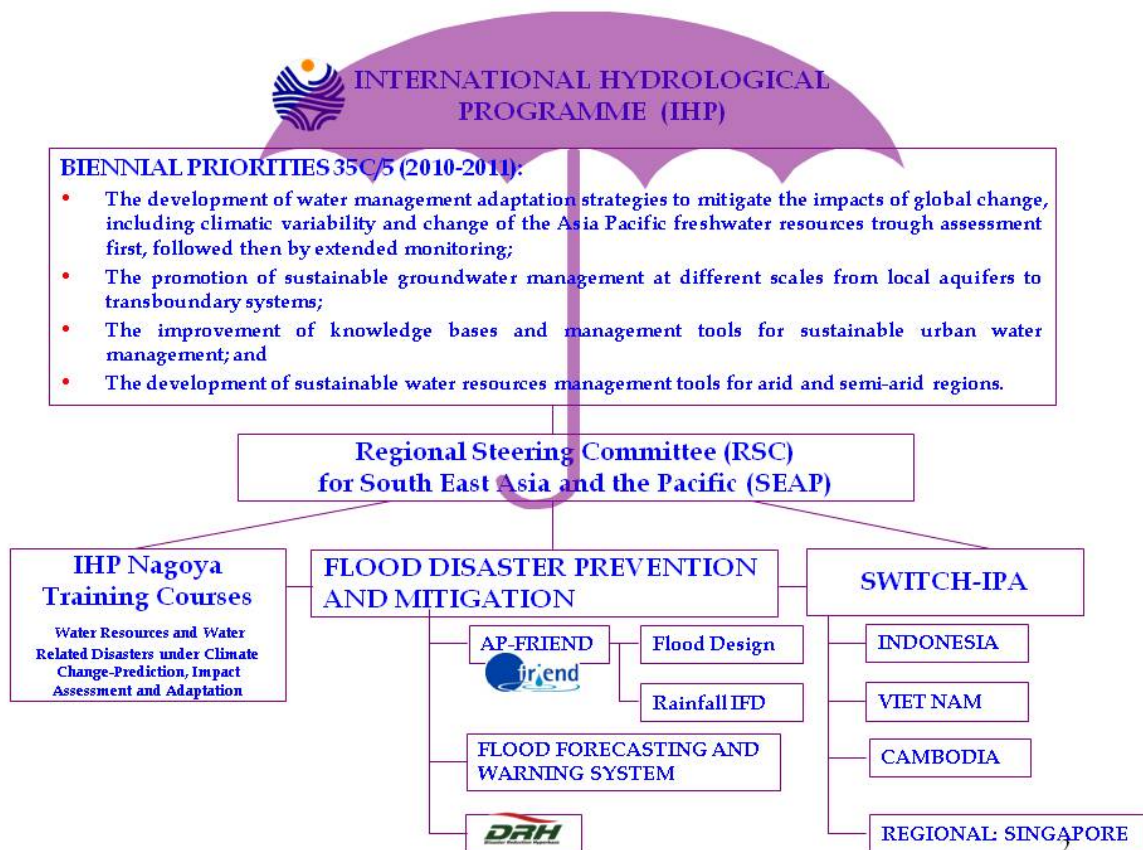 INTERNATIONAL HYDROLOGICAL
PROGRAMME (IHP)
BIENNIAL PRIORITIES 35C/5 (2010-2011):
• The development of water management adaptation strategies to mitigate the impacts of global change,
including climatic variability and change of the Asia Pacific freshwater resources trough assessment
first, followed then by extended monitoring;
• The promotion of sustainable groundwater management at different scales from local aquifers to
transboundary systems;
• The improvement of knowledge bases and management tools for sustainable urban water
management; and
• The development of sustainable water resources management tools for arid and semi-arid regions.
Regional Steering Committee (RSC)
for South East Asia and the Pacific (SEAP)
IHP Nagoya
Training Courses
Water Resources and Water
Related Disasters under Climate
Change-Prediction, Impact
Assessment and Adaptation
FLOOD DISASTER PREVENTION
AND MITIGATION
AP-FRIEND
friend
Flood Design
Rainfall IFD
FLOOD FORECASTING AND
WARNING SYSTEM
DRH
Disaster Reduction Hyperbase
SWITCH-IPA
INDONESIA
VIET NAM
CAMBODIA
REGIONAL: SINGAPORE
2